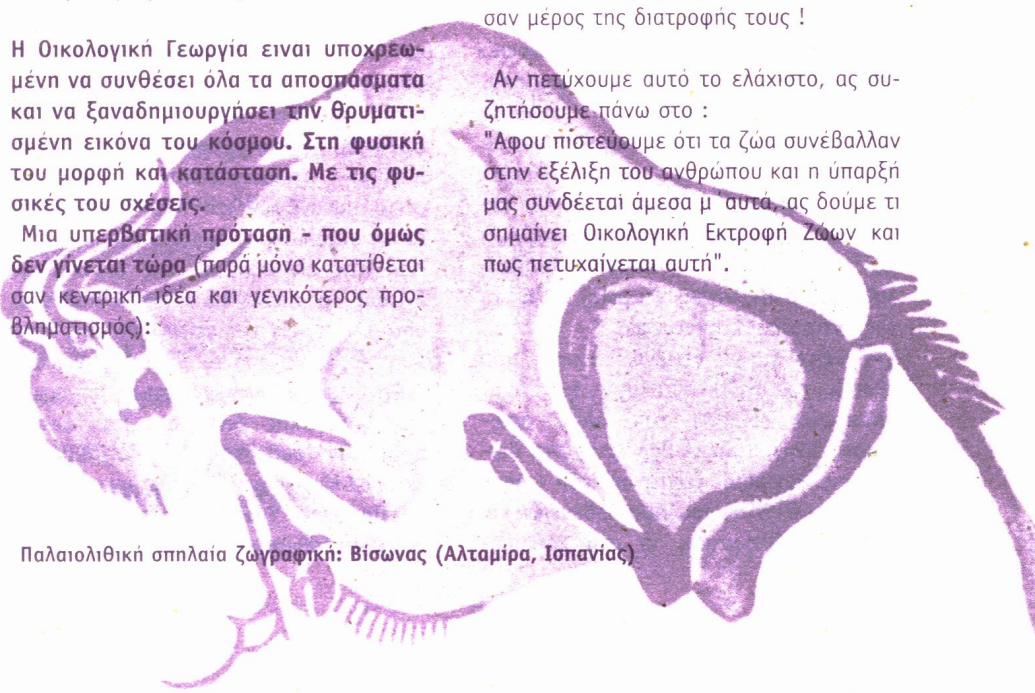 Η Οικολογική Γεωργία ειναι υποχρεω-
μένη να συνθέσει όλα τα αποσπάσματα
και να ξαναδημιουργήσει την θρυματι-
σμένη εικόνα του κόσμου. Στη φυσική
του μορφή και κατάσταση. Με τις φυ-
σικές του σχέσεις.
Μια υπερβατική πρόταση - που όμώς
δεν γίνεται τώρα (παρά μόνο κατατίθεται
σαν κεντρική ιδέα και γενικότερος προ-
βληματισμός):
σαν μέρος της διατροφής τους !
Αν πετύχουμε αυτό το ελάχιστο, ας συ-
ζητήσουμε πάνω στο :
"Αφου πιστεύουμε ότι τα ζώα συνέβαλλαν
στην εξέλιξη του ανθρώπου και η ύπαρξή
μας συνδέεται άμεσα μ' αυτά, ας δούμε τι
σημαίνει Οικολογική Εκτροφή Ζώων και
πως πετυχαίνεται αυτή".
Παλαιολιθική σπηλαία ζωγραφική: Βίσωνας (Αλταμίρα, Ισπανίας)